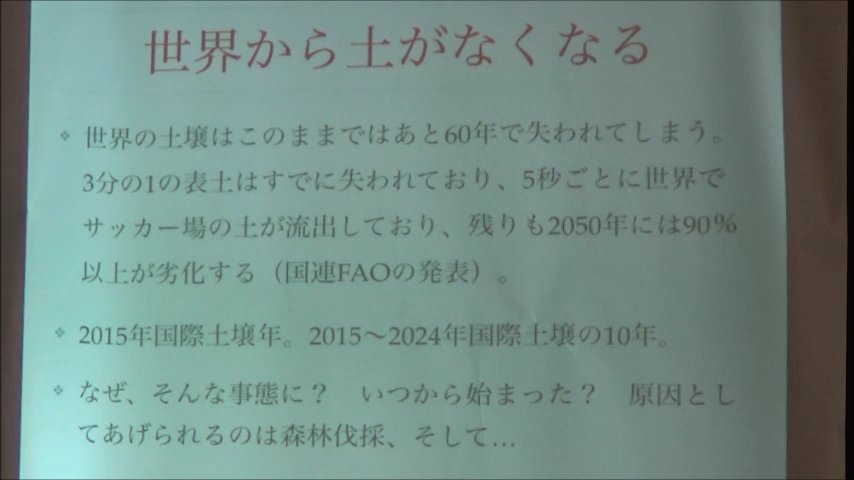 世界から土がなくなる
❖ 世界の土壌はこのままではあと60年で失われてしまう。
3分の1の表土はすでに失われており、5秒ごとに世界で
サッカー場の土が流出しており、残りも2050年には90%
以上が劣化する（国連FAOの発表）。
❖ 2015年国際土壌年。2015～2024年国際土壌の10年。
❖ なぜ、そんな事態に？　いつから始まった？　原因とし
てあげられるのは森林伐採、そして…